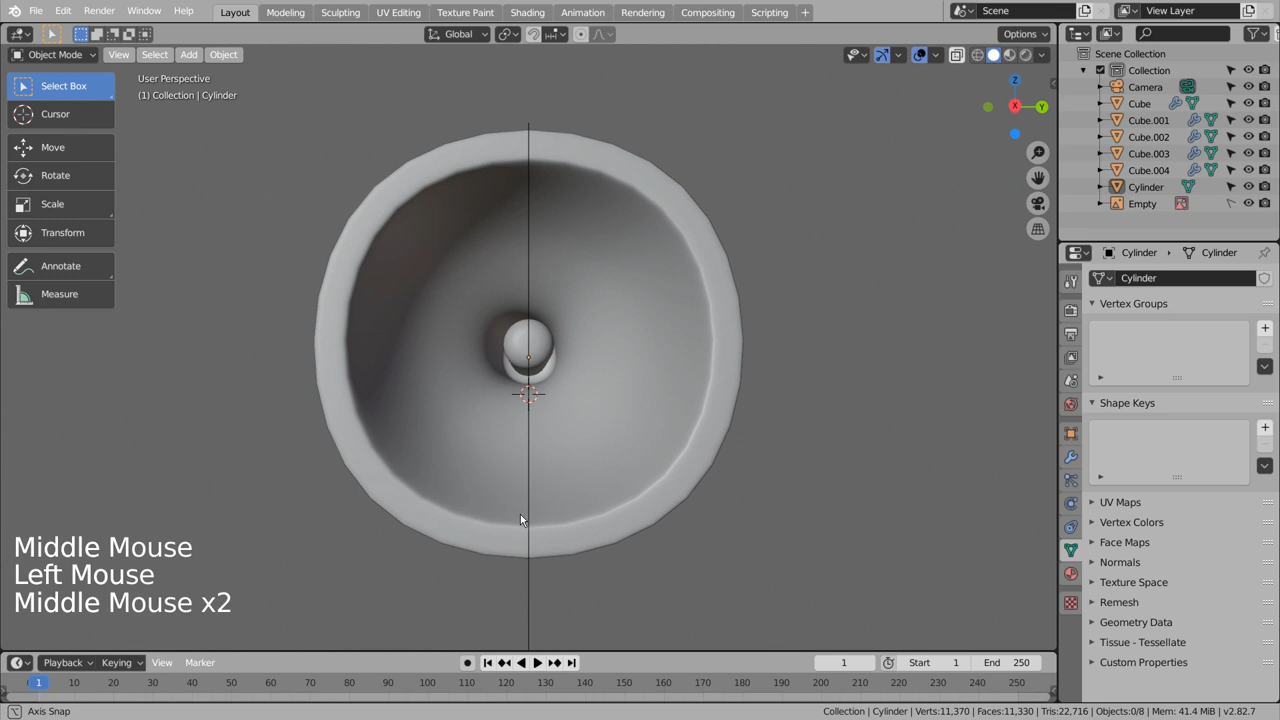 File Edit Render Window Help Layout Modeling Sculpting UV Editing Texture Paint Shading Animation Rendering Compositing Scripting + Scene View Layer
Global Options
Object Mode View Select Add Object
Select Box
Cursor
Move
Rotate
Scale
Transform
Annotate
Measure
User Perspective
(1) Collection | Cylinder
Z
X
Y
Middle Mouse
Left Mouse
Middle Mouse x2
Scene Collection
Collection
Camera
Cube
Cube.001
Cube.002
Cube.003
Cube.004
Cylinder
Empty
Cylinder Cylinder
Cylinder
Vertex Groups
Shape Keys
UV Maps
Vertex Colors
Face Maps
Normals
Texture Space
Remesh
Geometry Data
Tissue - Tessellate
Custom Properties
Playback Keying View Marker 1 Start 1 End 250
1 10 20 30 40 50 60 70 80 90 100 110 120 130 140 150 160 170 180 190 200 210 220 230 240 250
Axis Snap Collection | Cylinder | Verts:11,370 | Faces:11,330 | Tris:22,716 | Objects:0/8 | Mem: 41.4 MiB | v2.82.7